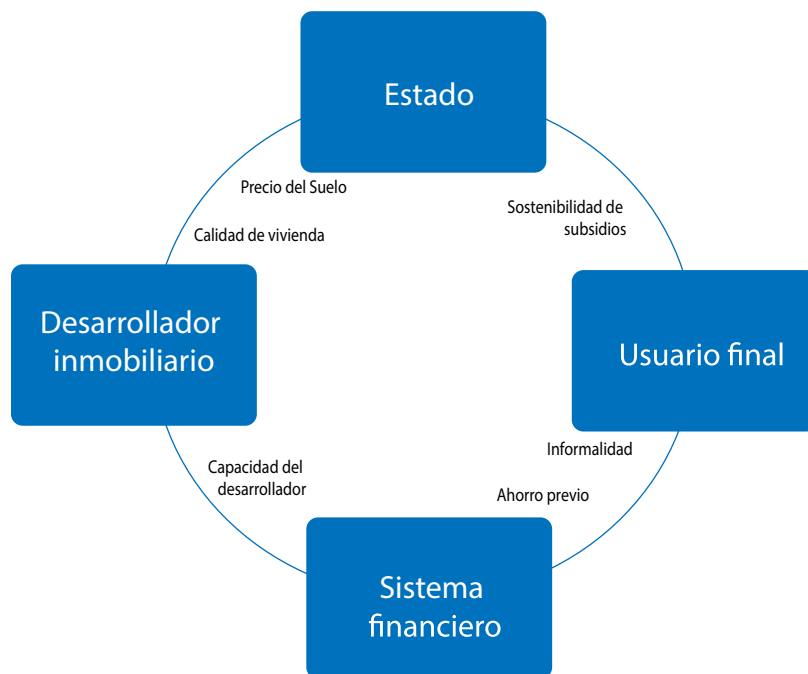 Estado
Precio del Suelo
Sostenibilidad de
subsidios
Calidad de vivienda
Desarrollador
inmobiliario
Usuario final
Informalidad
Capacidad del
desarrollador
Ahorro previo
Sistema
financiero